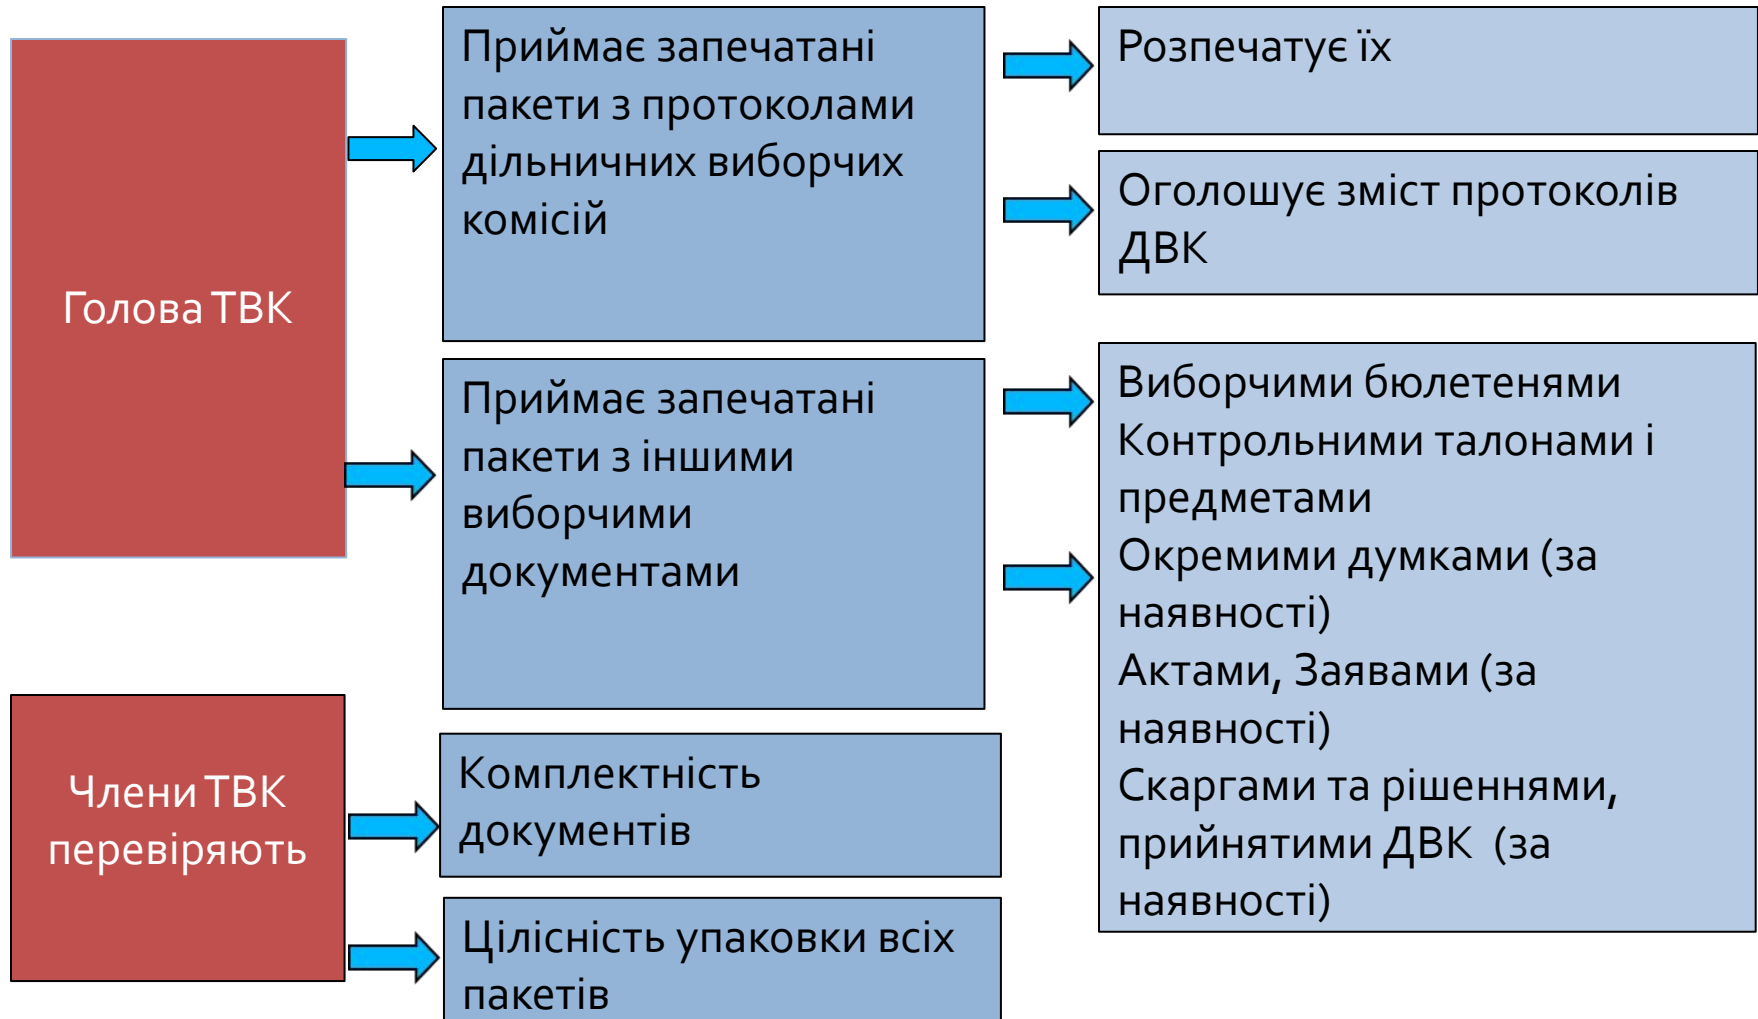 Голова ТВК
Приймає запечатані
пакети з протоколами
дільничних виборчих
комісій
Розпечатує їх
Оголошує зміст протоколів
ДВК
Приймає запечатані
пакети з іншими
виборчими
документами
Виборчими бюлетенями
Контрольними талонами і
предметами
Окремими думками (за
наявності)
Актами, Заявами (за
наявності)
Скаргами та рішеннями,
прийнятими ДВК (за
наявності)
Члени ТВК
перевіряють
Комплектність
документів
Цілісність упаковки всіх
пакетів